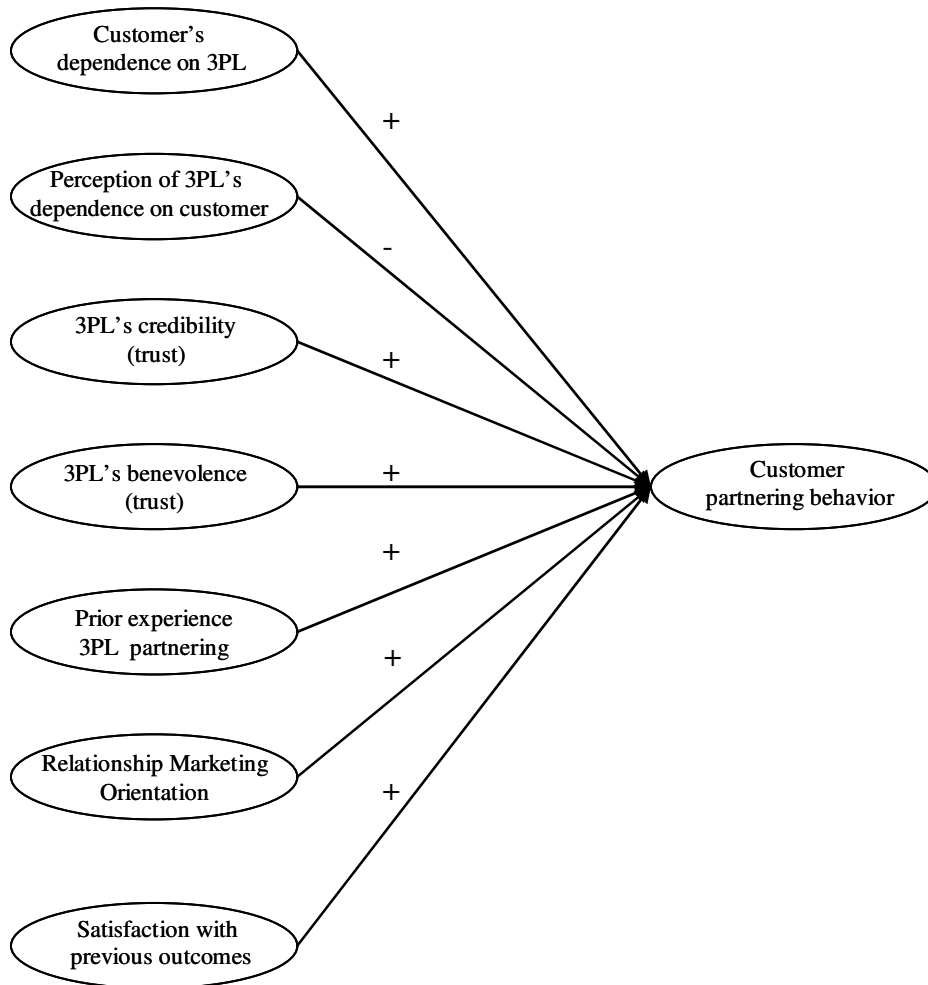 Customer's
dependence on 3PL
+
Perception of 3PL's
dependence on customer
-
3PL's credibility
(trust)
+
3PL's benevolence
(trust)
+
Customer
partnering behavior
+
Prior experience
3PL partnering
+
Relationship Marketing
Orientation
+
Satisfaction with
previous outcomes